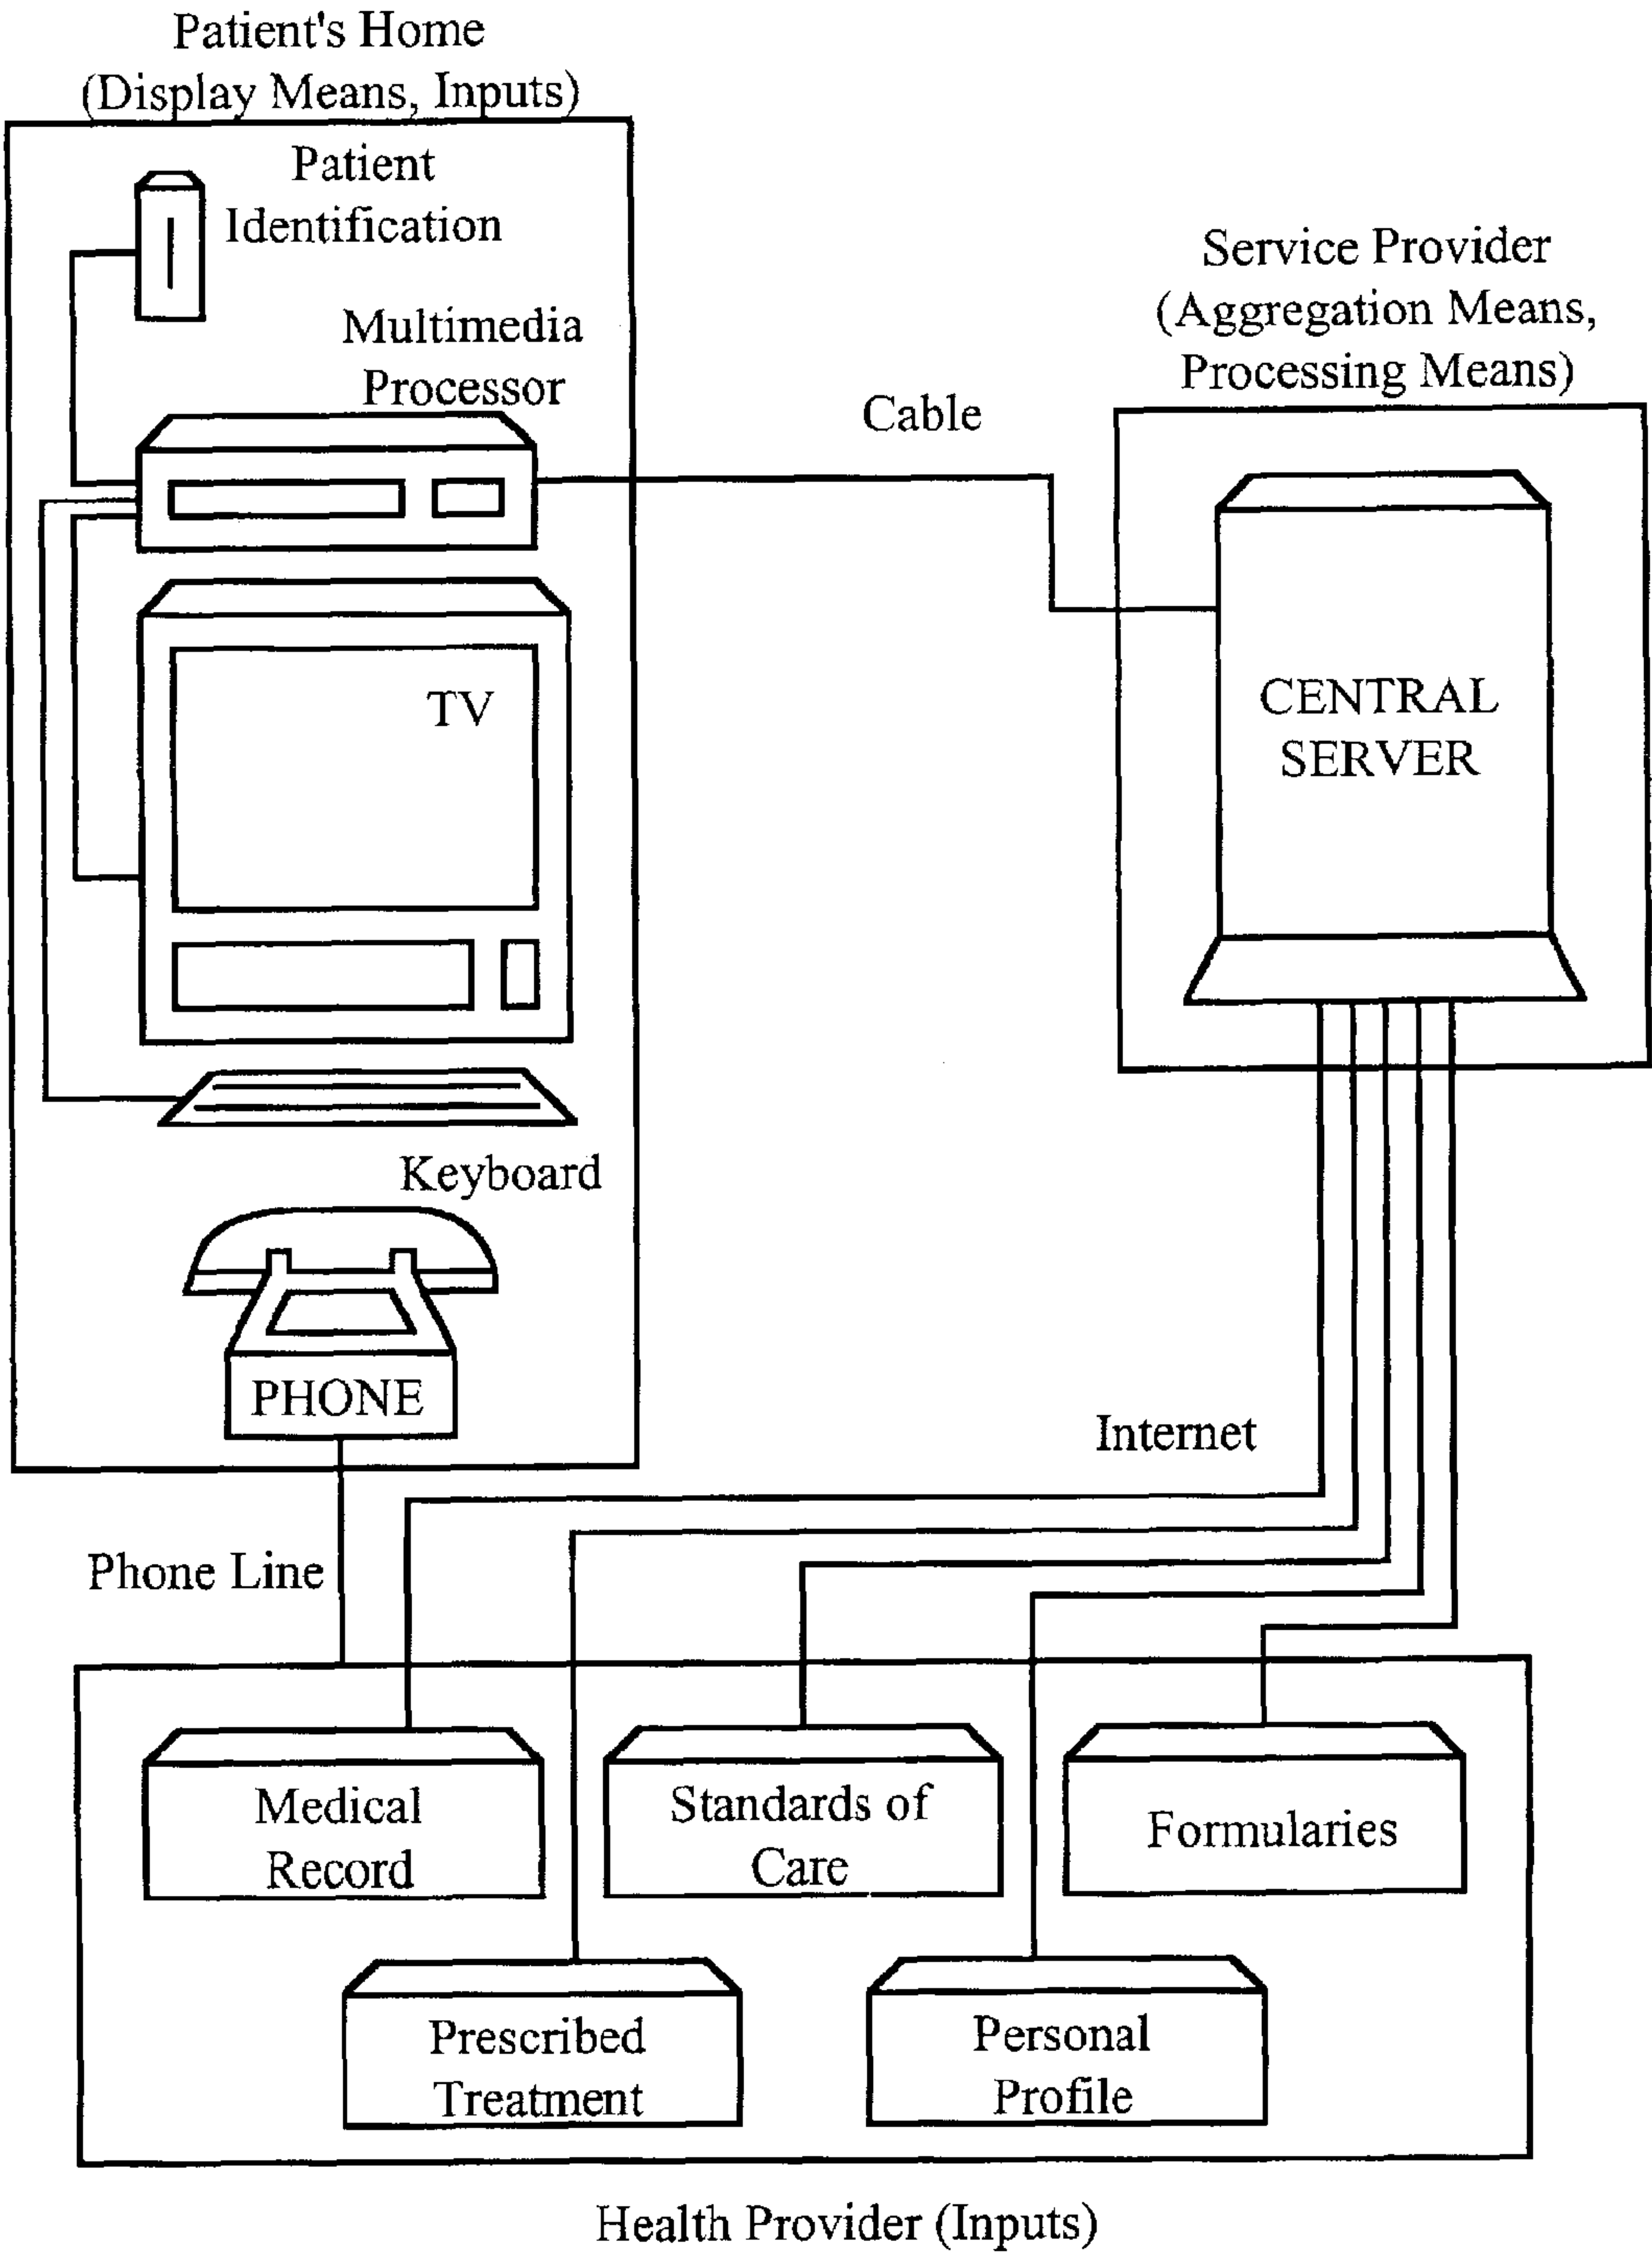 Patient's Home
(Display Means, Inputs)
Patient
Identification
Multimedia
Processor
TV
Keyboard
PHONE
Cable
Service Provider
(Aggregation Means,
Processing Means)
CENTRAL
SERVER
Internet
Phone Line
Medical
Record
Standards of
Care
Formularies
Prescribed
Treatment
Personal
Profile
Health Provider (Inputs)